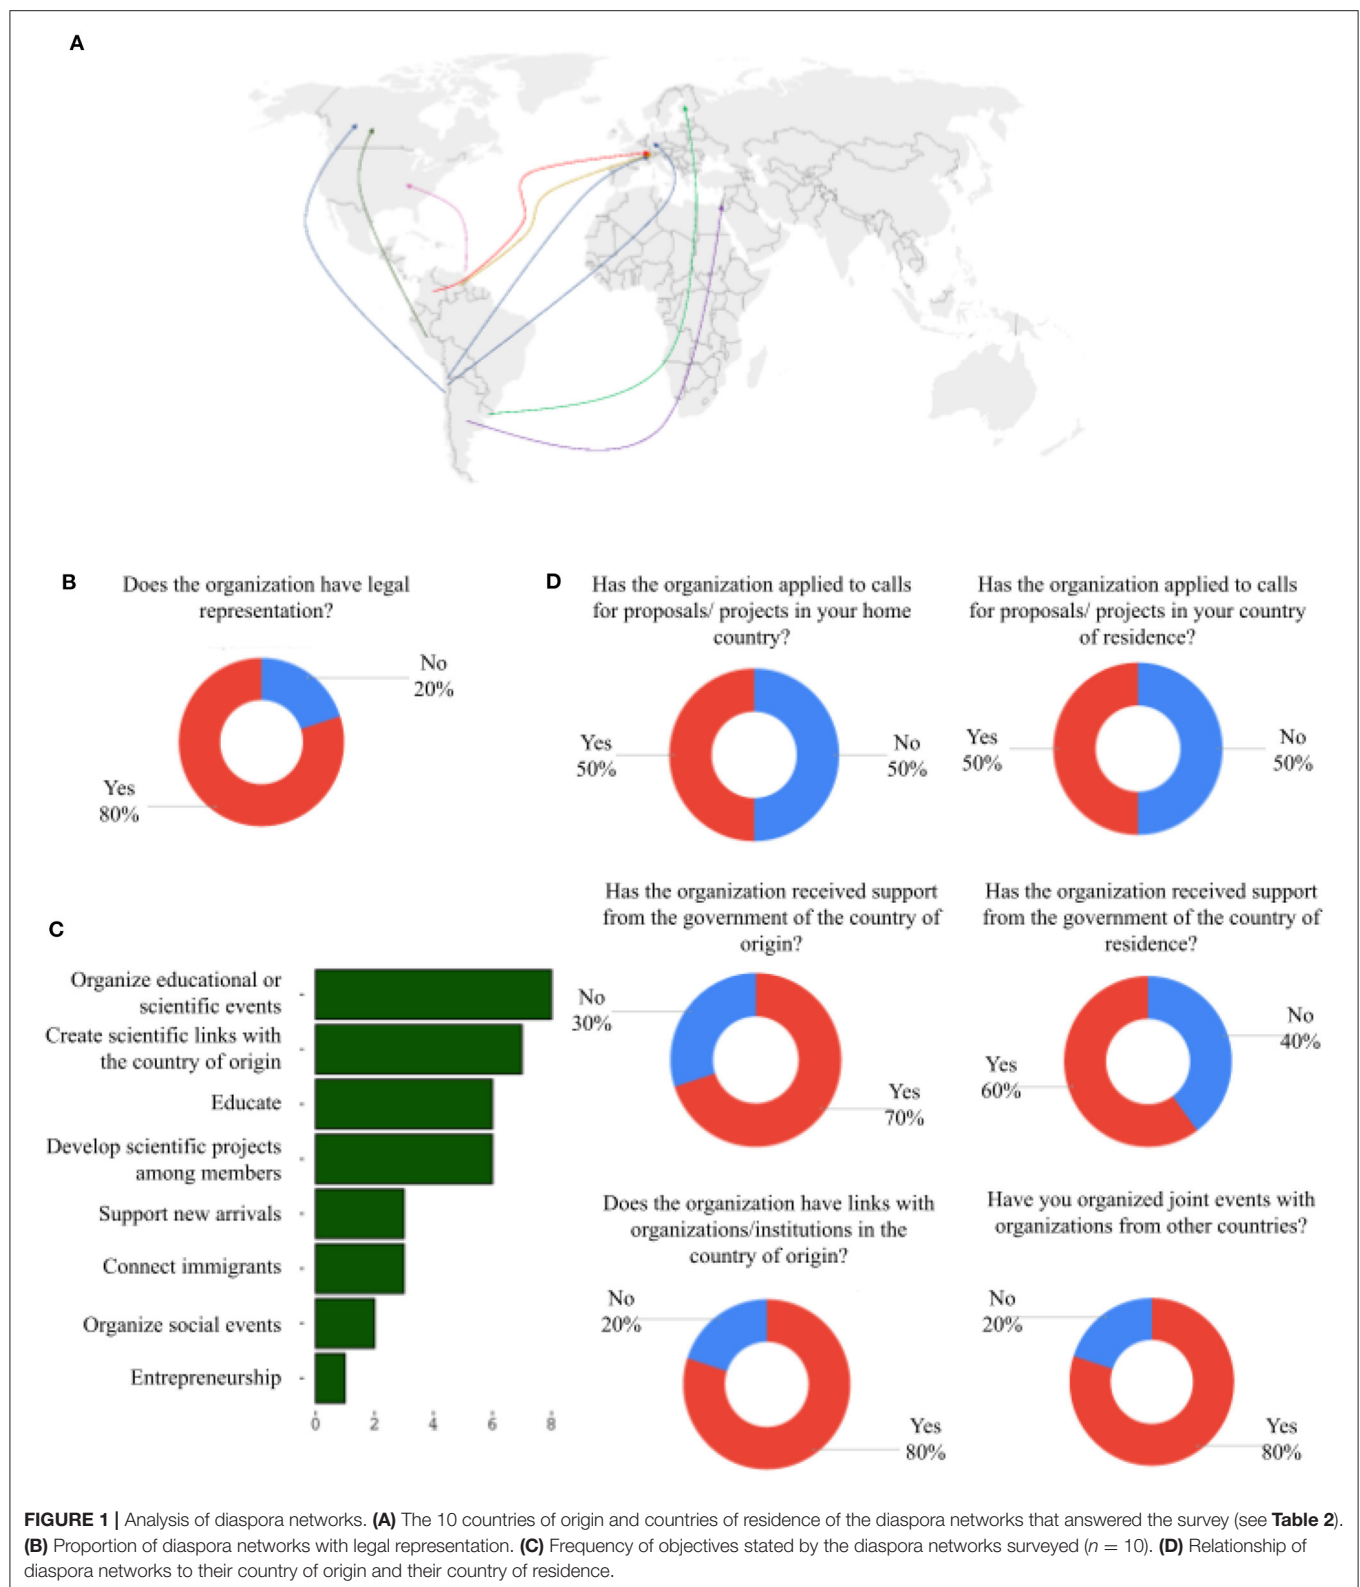 A
B
Does the organization have legal
representation?
No
20%
Yes
80%
C
Organize educational or
scientific events
Create scientific links with
the country of origin
Educate
Develop scientific projects
among members
Support new arrivals
Connect immigrants
Organize social events
Entrepreneurship
0 2 4 6 8
D
Has the organization applied to calls
for proposals/ projects in your home
country?
Yes
50%
No
50%
Has the organization applied to calls
for proposals/ projects in your country
of residence?
Yes
50%
No
50%
Has the organization received support
from the government of the country of
origin?
No
30%
Yes
70%
Has the organization received support
from the government of the country of
residence?
No
40%
Yes
60%
Does the organization have links with
organizations/institutions in the
country of origin?
No
20%
Yes
80%
Have you organized joint events with
organizations from other countries?
No
20%
Yes
80%
FIGURE 1 | Analysis of diaspora networks. (A) The 10 countries of origin and countries of residence of the diaspora networks that answered the survey (see Table 2).
(B) Proportion of diaspora networks with legal representation. (C) Frequency of objectives stated by the diaspora networks surveyed (n = 10). (D) Relationship of
diaspora networks to their country of origin and their country of residence.